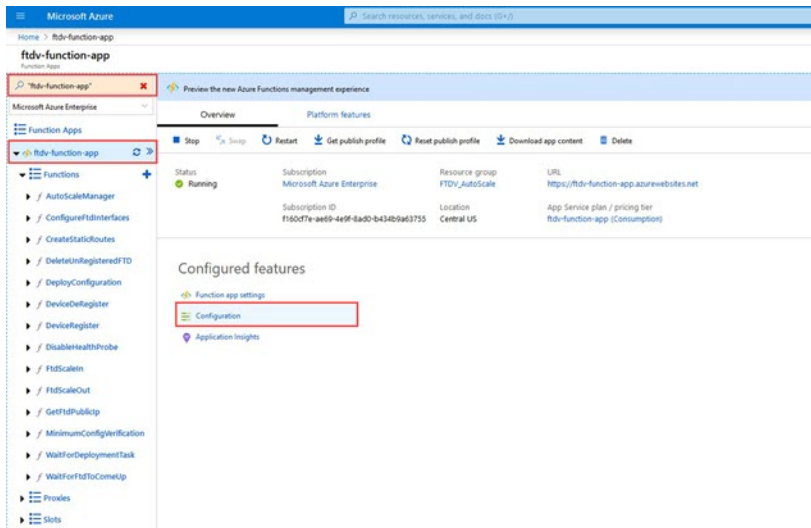 Microsoft Azure
Search resources, services, and docs (G+/)
Home > ftdv-function-app
ftdv-function-app
Function Apps
"ftdv-function-app"
Preview the new Azure Functions management experience
Microsoft Azure Enterprise
Overview Platform features
Function Apps
Stop Swap Restart Get publish profile Reset publish profile Download app content Delete
ftdv-function-app
Functions
Status Subscription Resource group URL
Running Microsoft Azure Enterprise FTDV_AutoScale https://ftdv-function-app.azurewebsites.net
Subscription ID Location App Service plan / pricing tier
f160cf7e-ae69-4e9f-8ad0-b434b9a63755 Central US ftdv-function-app (Consumption)
AutoScaleManager
ConfigureFtdInterfaces
CreateStaticRoutes
DeleteUnRegisteredFTD
DeployConfiguration
DeviceDeRegister
DeviceRegister
DisableHealthProbe
FtdScaleIn
FtdScaleOut
GetFtdPublicIp
MinimumConfigVerification
WaitForDeploymentTask
WaitForFtdToComeUp
Proxies
Slots
Configured features
Function app settings
Configuration
Application Insights